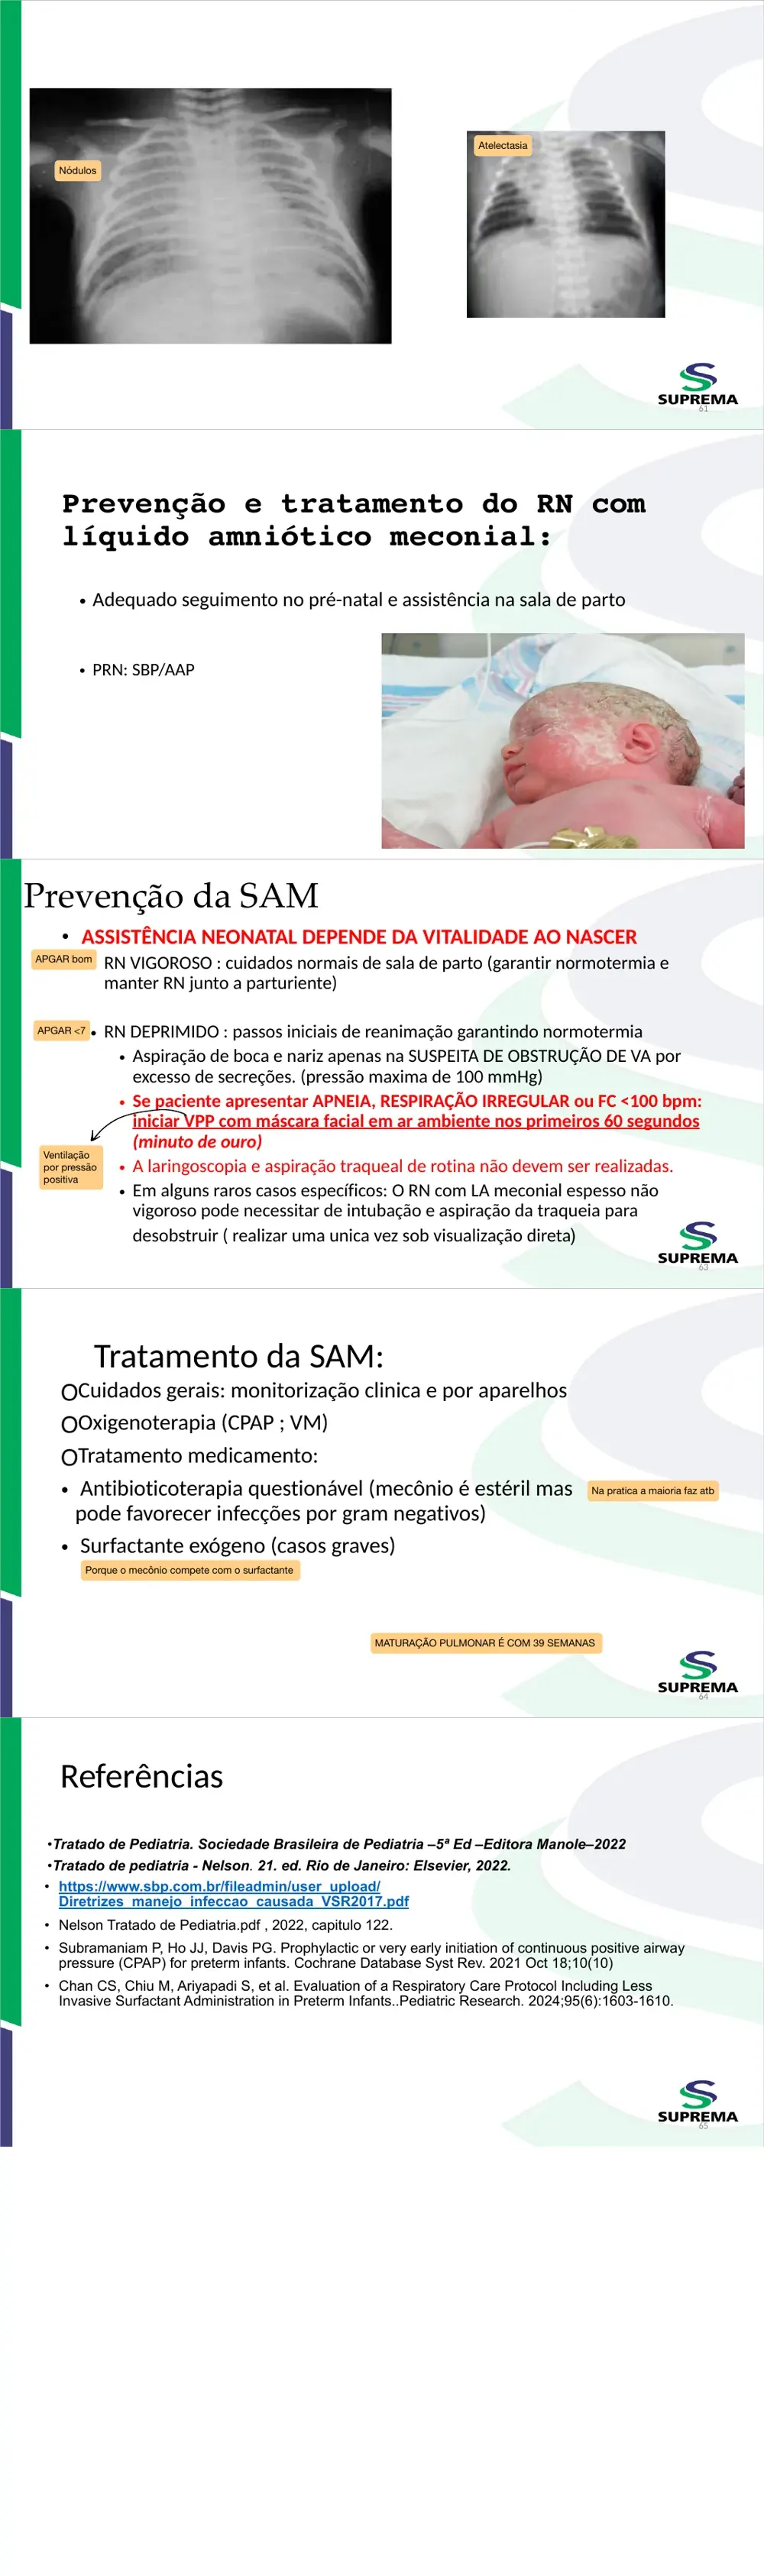 Nódulos
Atelectasia
SUPREMA
61
Prevenção e tratamento do RN com
líquido amniótico meconial:
• Adequado seguimento no pré-natal e assistência na sala de parto
• PRN: SBP/AAP
Prevenção da SAM
• ASSISTÊNCIA NEONATAL DEPENDE DA VITALIDADE AO NASCER
APGAR bom
RN VIGOROSO : cuidados normais de sala de parto (garantir normotermia e
manter RN junto a parturiente)
APGAR <7
• RN DEPRIMIDO : passos iniciais de reanimação garantindo normotermia
• Aspiração de boca e nariz apenas na SUSPEITA DE OBSTRUÇÃO DE VA por
excesso de secreções. (pressão maxima de 100 mmHg)
• Se paciente apresentar APNEIA, RESPIRAÇÃO IRREGULAR ou FC <100 bpm:
iniciar VPP com máscara facial em ar ambiente nos primeiros 60 segundos
(minuto de ouro)
Ventilação
por pressão
positiva
• A laringoscopia e aspiração traqueal de rotina não devem ser realizadas.
• Em alguns raros casos específicos: O RN com LA meconial espesso não
vigoroso pode necessitar de intubação e aspiração da traqueia para
desobstruir ( realizar uma unica vez sob visualização direta)
SUPREMA
63
Tratamento da SAM:
OCuidados gerais: monitorização clinica e por aparelhos
OOxigenoterapia (CPAP ; VM)
OTratamento medicamento:
• Antibioticoterapia questionável (mecônio é estéril mas
pode favorecer infecções por gram negativos)
Na pratica a maioria faz atb
• Surfactante exógeno (casos graves)
Porque o mecônio compete com o surfactante
MATURAÇÃO PULMONAR É COM 39 SEMANAS
SUPREMA
64
Referências
•Tratado de Pediatria. Sociedade Brasileira de Pediatria –5ª Ed –Editora Manole–2022
•Tratado de pediatria - Nelson. 21. ed. Rio de Janeiro: Elsevier, 2022.
• https://www.sbp.com.br/fileadmin/user_upload/
Diretrizes_manejo_infeccao_causada_VSR2017.pdf
• Nelson Tratado de Pediatria.pdf , 2022, capitulo 122.
• Subramaniam P, Ho JJ, Davis PG. Prophylactic or very early initiation of continuous positive airway
pressure (CPAP) for preterm infants. Cochrane Database Syst Rev. 2021 Oct 18;10(10)
• Chan CS, Chiu M, Ariyapadi S, et al. Evaluation of a Respiratory Care Protocol Including Less
Invasive Surfactant Administration in Preterm Infants..Pediatric Research. 2024;95(6):1603-1610.
SUPREMA
65